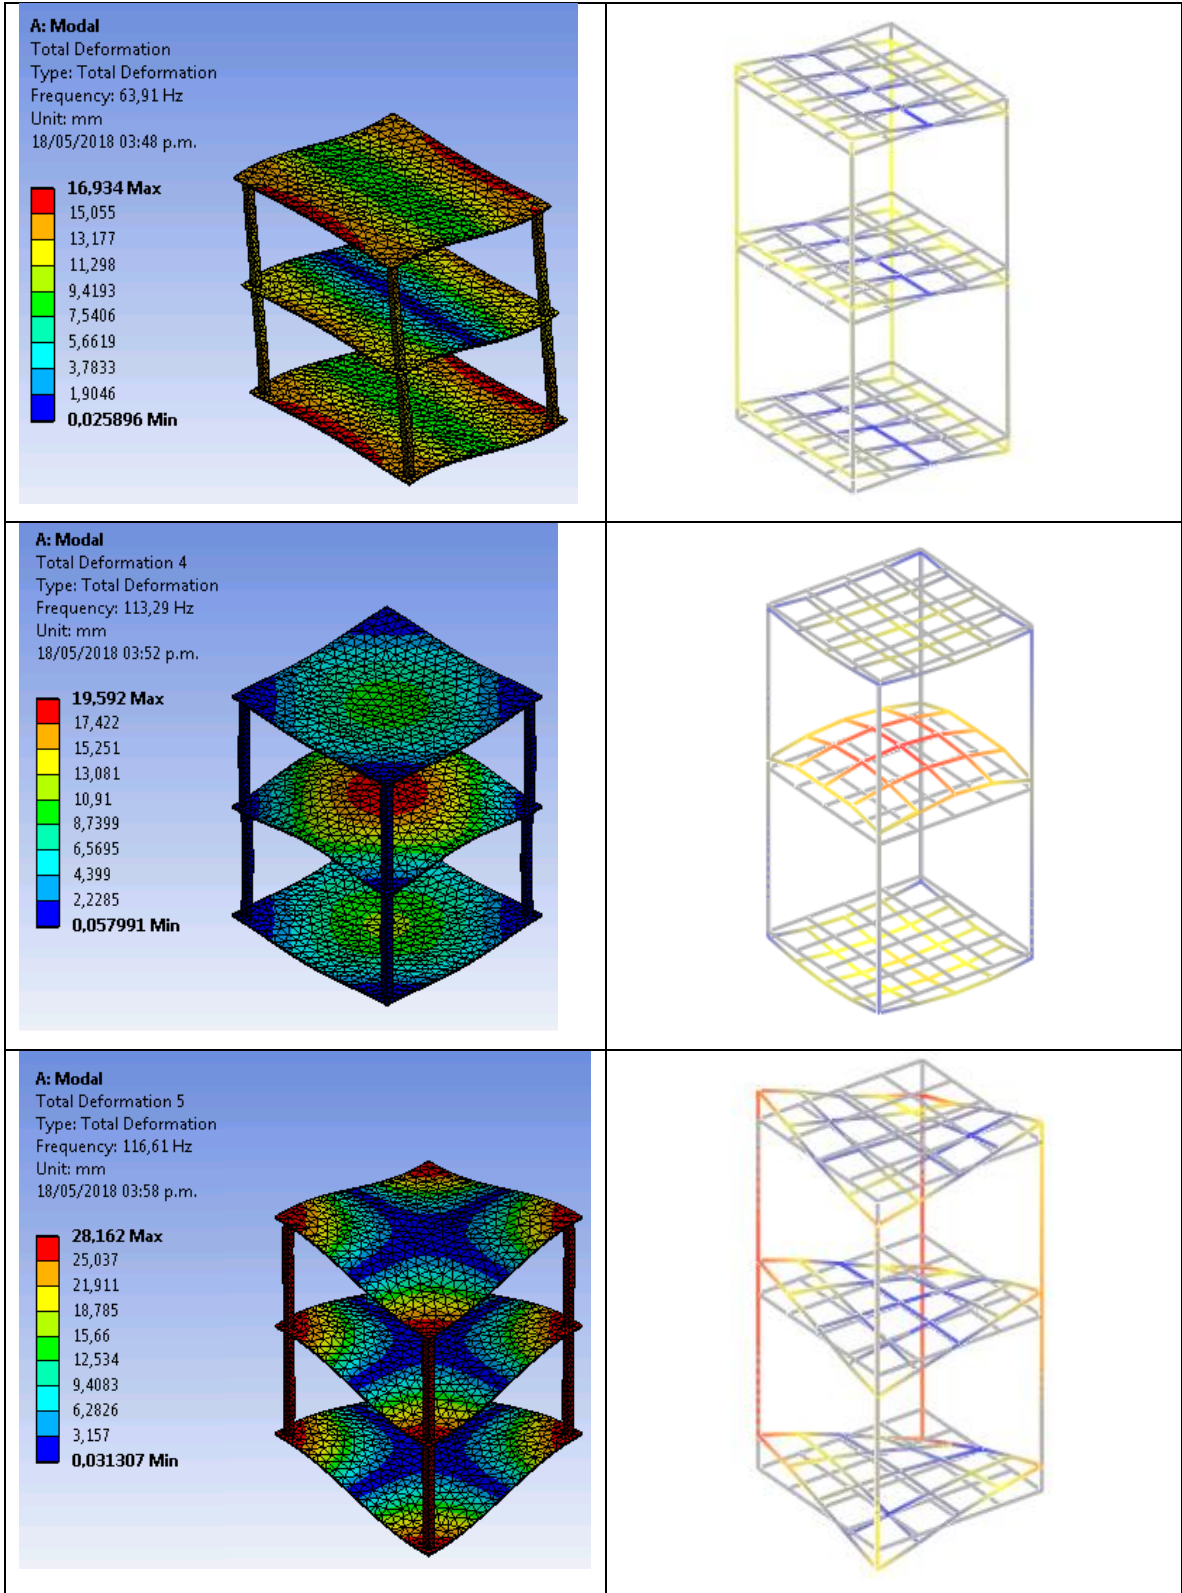 A: Modal
Total Deformation
Type: Total Deformation
Frequency: 63,91 Hz
Unit: mm
18/05/2018 03:48 p.m.
16,934 Max
15,055
13,177
11,298
9,4193
7,5406
5,6619
3,7833
1,9046
0,025896 Min
A: Modal
Total Deformation 4
Type: Total Deformation
Frequency: 113,29 Hz
Unit: mm
18/05/2018 03:52 p.m.
19,592 Max
17,422
15,251
13,081
10,91
8,7399
6,5695
4,399
2,2285
0,057991 Min
A: Modal
Total Deformation 5
Type: Total Deformation
Frequency: 116,61 Hz
Unit: mm
18/05/2018 03:58 p.m.
28,162 Max
25,037
21,911
18,785
15,66
12,534
9,4083
6,2826
3,157
0,031307 Min